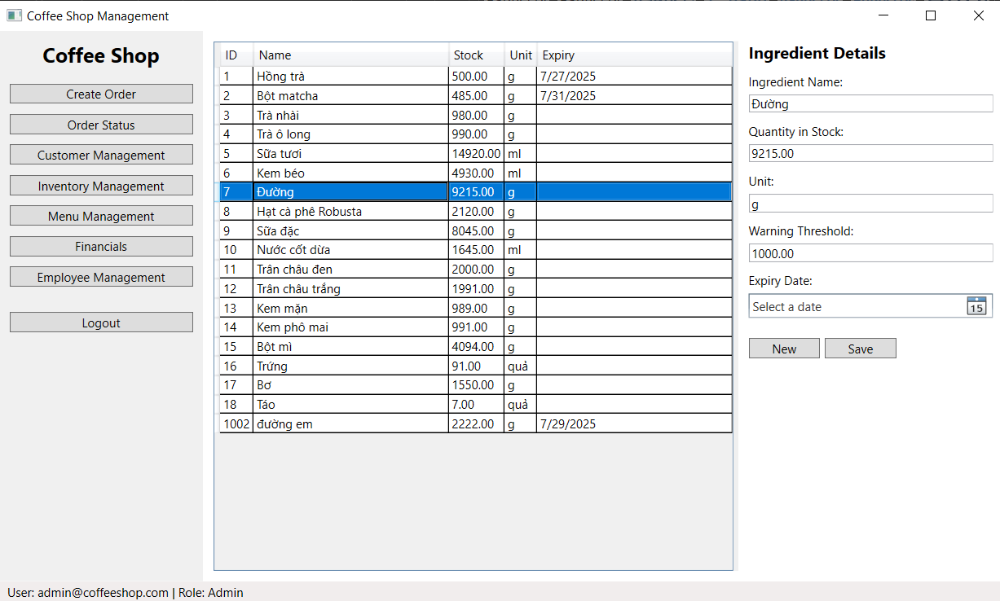 Coffee Shop Management
Coffee Shop
Create Order
Order Status
Customer Management
Inventory Management
Menu Management
Financials
Employee Management
Logout
ID Name Stock Unit Expiry
1 Hồng trà 500.00 g 7/27/2025
2 Bột matcha 485.00 g 7/31/2025
3 Trà nhài 980.00 g
4 Trà ô long 990.00 g
5 Sữa tươi 14920.00 ml
6 Kem béo 4930.00 ml
7 Đường 9215.00 g
8 Hạt cà phê Robusta 2120.00 g
9 Sữa đặc 8045.00 g
10 Nước cốt dừa 1645.00 ml
11 Trân châu đen 2000.00 g
12 Trân châu trắng 1991.00 g
13 Kem mặn 989.00 g
14 Kem phô mai 991.00 g
15 Bột mì 4094.00 g
16 Trứng 91.00 quả
17 Bơ 1550.00 g
18 Táo 7.00 quả
1002 đường em 2222.00 g 7/29/2025
Ingredient Details
Ingredient Name:
Đường
Quantity in Stock:
9215.00
Unit:
g
Warning Threshold:
1000.00
Expiry Date:
Select a date 15
New Save
User: admin@coffeeshop.com | Role: Admin